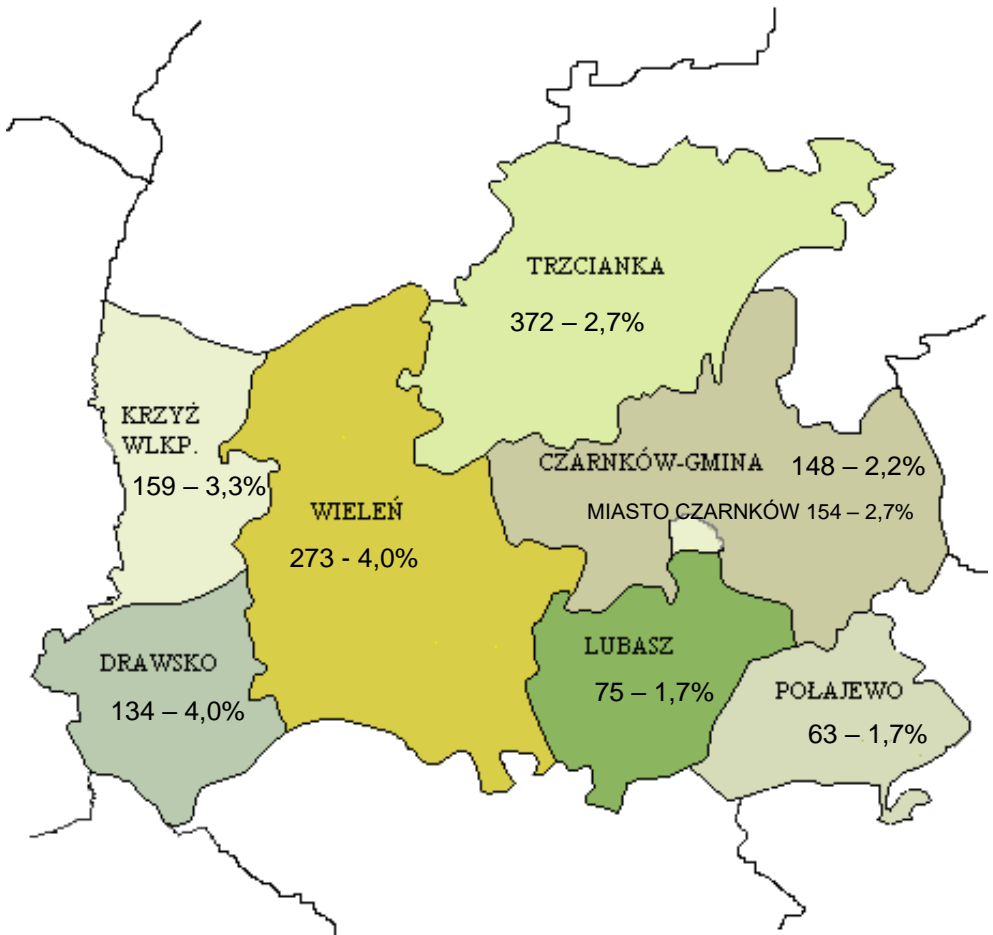 TRZCIANKA
372 – 2,7%
KRZYŻ
WLKP.
159 – 3,3%
WIELEŃ
273 - 4,0%
CZARNKÓW-GMINA 148 – 2,2%
MIASTO CZARNKÓW 154 – 2,7%
DRAWSKO
134 – 4,0%
LUBASZ
75 – 1,7%
POŁAJEWO
63 – 1,7%